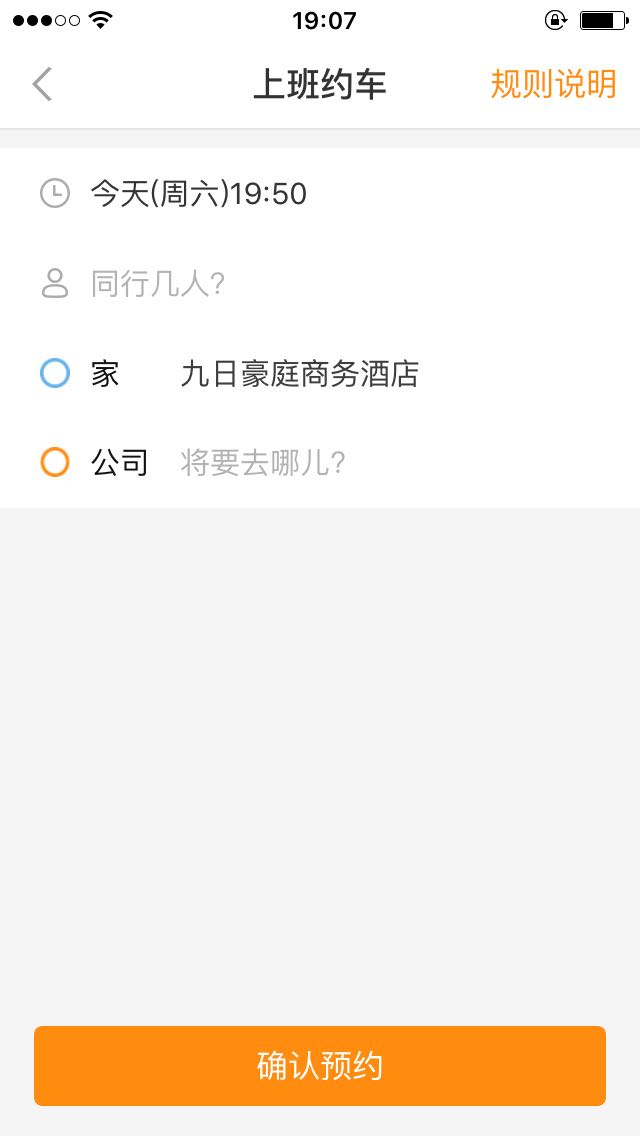 19:07
上班约车 规则说明
今天(周六)19:50
同行几人?
家 九日豪庭商务酒店
公司 将要去哪儿?
确认预约